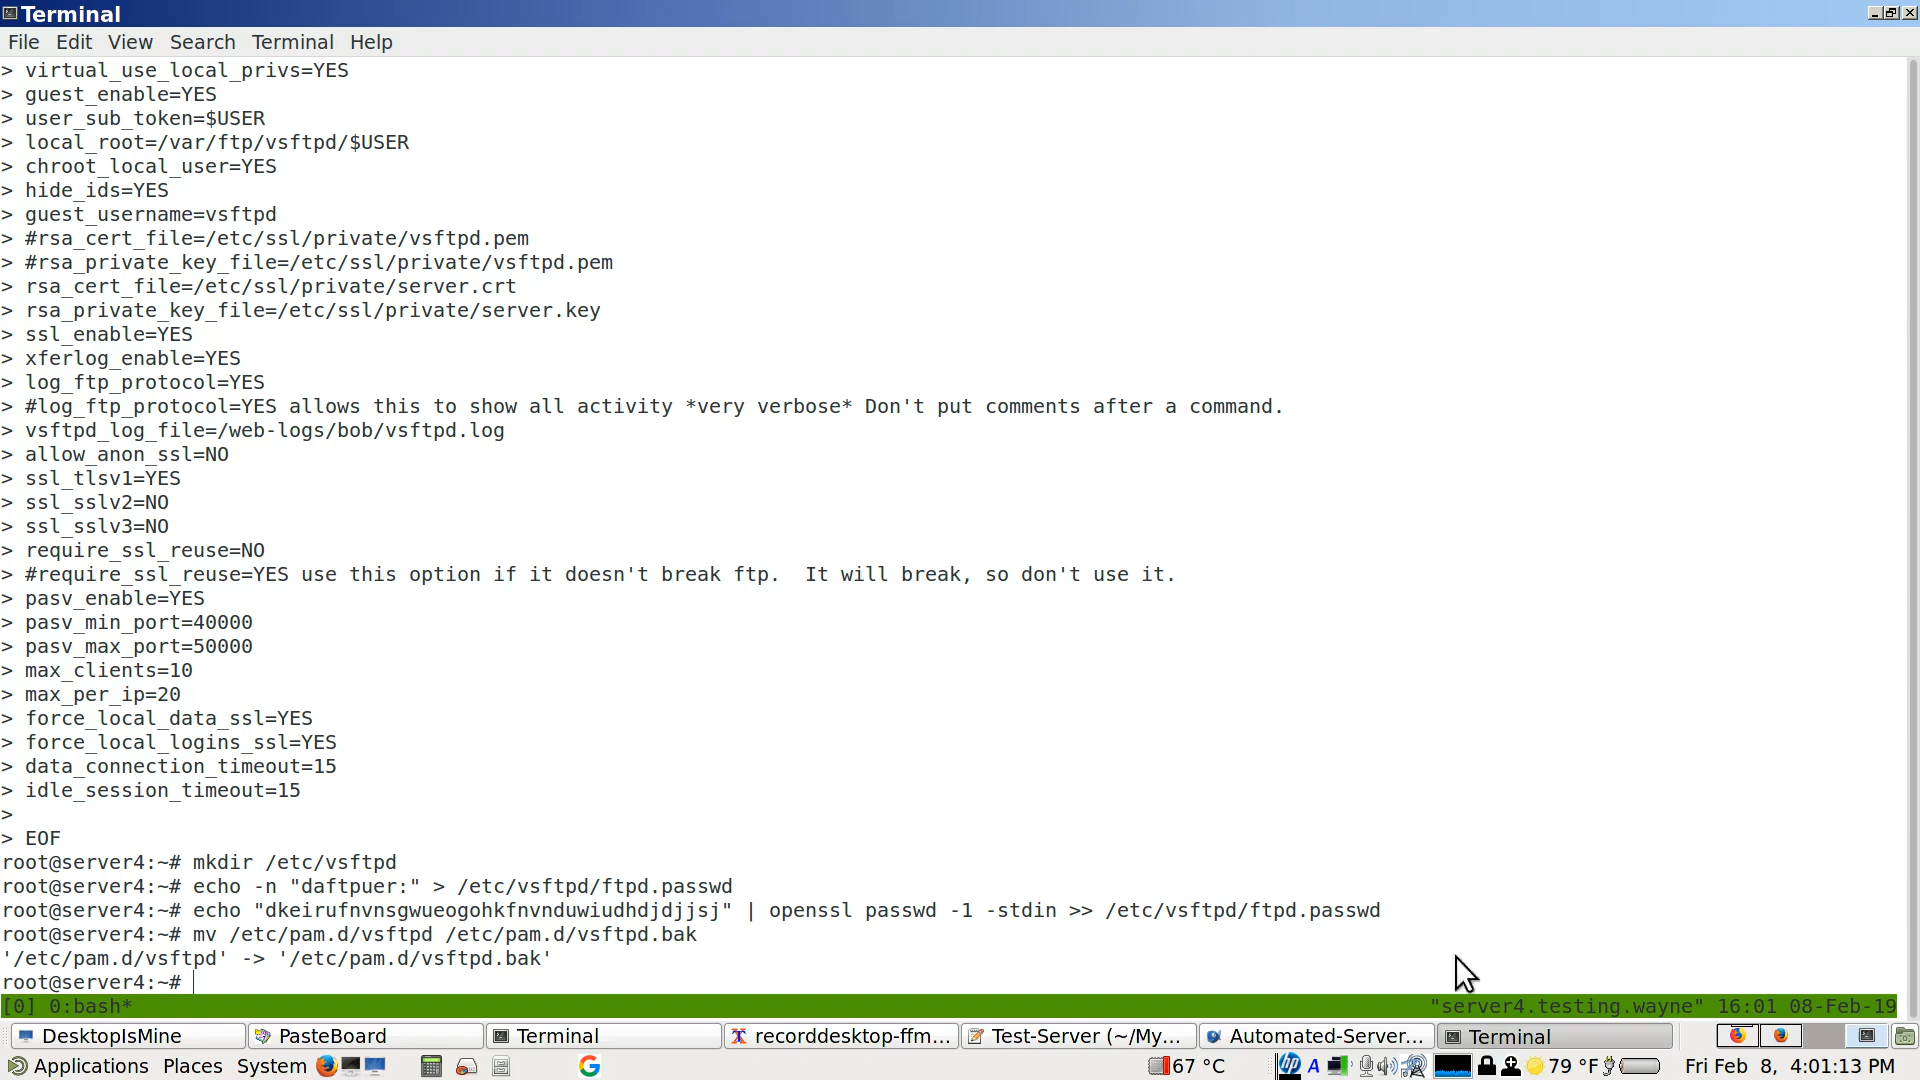 Terminal
File Edit View Search Terminal Help
> virtual_use_local_privs=YES
> guest_enable=YES
> user_sub_token=$USER
> local_root=/var/ftp/vsftpd/$USER
> chroot_local_user=YES
> hide_ids=YES
> guest_username=vsftpd
> #rsa_cert_file=/etc/ssl/private/vsftpd.pem
> #rsa_private_key_file=/etc/ssl/private/vsftpd.pem
> rsa_cert_file=/etc/ssl/private/server.crt
> rsa_private_key_file=/etc/ssl/private/server.key
> ssl_enable=YES
> xferlog_enable=YES
> log_ftp_protocol=YES
> #log_ftp_protocol=YES allows this to show all activity *very verbose* Don't put comments after a command.
> vsftpd_log_file=/web-logs/bob/vsftpd.log
> allow_anon_ssl=NO
> ssl_tlsv1=YES
> ssl_sslv2=NO
> ssl_sslv3=NO
> require_ssl_reuse=NO
> #require_ssl_reuse=YES use this option if it doesn't break ftp.  It will break, so don't use it.
> pasv_enable=YES
> pasv_min_port=40000
> pasv_max_port=50000
> max_clients=10
> max_per_ip=20
> force_local_data_ssl=YES
> force_local_logins_ssl=YES
> data_connection_timeout=15
> idle_session_timeout=15
>
> EOF
root@server4:~# mkdir /etc/vsftpd
root@server4:~# echo -n "daftpuer:" > /etc/vsftpd/ftpd.passwd
root@server4:~# echo "dkeirufnvnsgwueogohkfnvnduwiudhdjdjjsj" | openssl passwd -1 -stdin >> /etc/vsftpd/ftpd.passwd
root@server4:~# mv /etc/pam.d/vsftpd /etc/pam.d/vsftpd.bak
'/etc/pam.d/vsftpd' -> '/etc/pam.d/vsftpd.bak'
root@server4:~#
[0] 0:bash* "server4.testing.wayne" 16:01 08-Feb-19
DesktopIsMine PasteBoard Terminal recorddesktop-ffm... Test-Server (~/My... Automated-Server... Terminal
Applications Places System G 67 °C hp A 79 °F Fri Feb 8, 4:01:13 PM